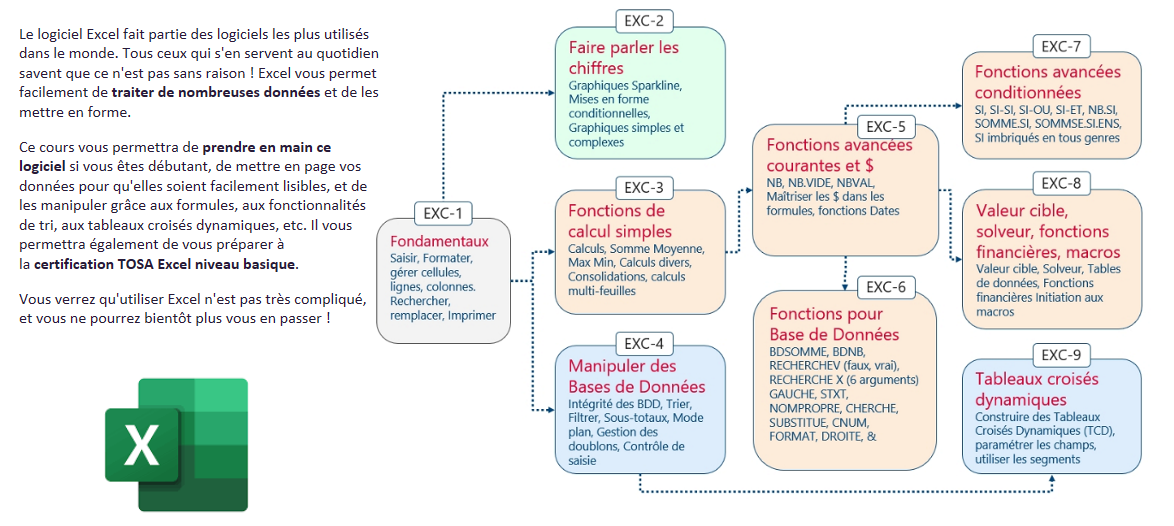 Le logiciel Excel fait partie des logiciels les plus utilisés
dans le monde. Tous ceux qui s'en servent au quotidien
savent que ce n'est pas sans raison ! Excel vous permet
facilement de traiter de nombreuses données et de les
mettre en forme.
Ce cours vous permettra de prendre en main ce
logiciel si vous êtes débutant, de mettre en page vos
données pour qu'elles soient facilement lisibles, et de
les manipuler grâce aux formules, aux fonctionnalités
de tri, aux tableaux croisés dynamiques, etc. Il vous
permettra également de vous préparer à
la certification TOSA Excel niveau basique.
Vous verrez qu'utiliser Excel n'est pas très compliqué,
et vous ne pourrez bientôt plus vous en passer !
X
EXC-1
Fondamentaux
Saisir, Formater,
gérer cellules,
lignes, colonnes.
Rechercher,
remplacer, Imprimer
EXC-2
Faire parler les
chiffres
Graphiques Sparkline,
Mises en forme
conditionnelles,
Graphiques simples et
complexes
EXC-3
Fonctions de
calcul simples
Calculs, Somme Moyenne,
Max Min, Calculs divers,
Consolidations, calculs
multi-feuilles
EXC-4
Manipuler des
Bases de Données
Intégrité des BDD, Trier,
Filtrer, Sous-totaux, Mode
plan, Gestion des
doublons, Contrôle de
saisie
EXC-5
Fonctions avancées
courantes et $
NB, NB.VIDE, NBVAL,
Maîtriser les $ dans les
formules, fonctions Dates
EXC-6
Fonctions pour
Base de Données
BDSOMME, BDNB,
RECHERCHEV (faux, vrai),
RECHERCHE X (6 arguments)
GAUCHE, STXT,
NOMPROPRE, CHERCHE,
SUBSTITUE, CNUM,
FORMAT, DROITE, &
EXC-7
Fonctions avancées
conditionnées
SI, SI-SI, SI-OU, SI-ET, NB.SI,
SOMME.SI, SOMMSE.SI.ENS,
SI imbriqués en tous genres
EXC-8
Valeur cible,
solveur, fonctions
financières, macros
Valeur cible, Solveur, Tables
de données, Fonctions
financières Initiation aux
macros
EXC-9
Tableaux croisés
dynamiques
Construire des Tableaux
Croisés Dynamiques (TCD),
paramétrer les champs,
utiliser les segments